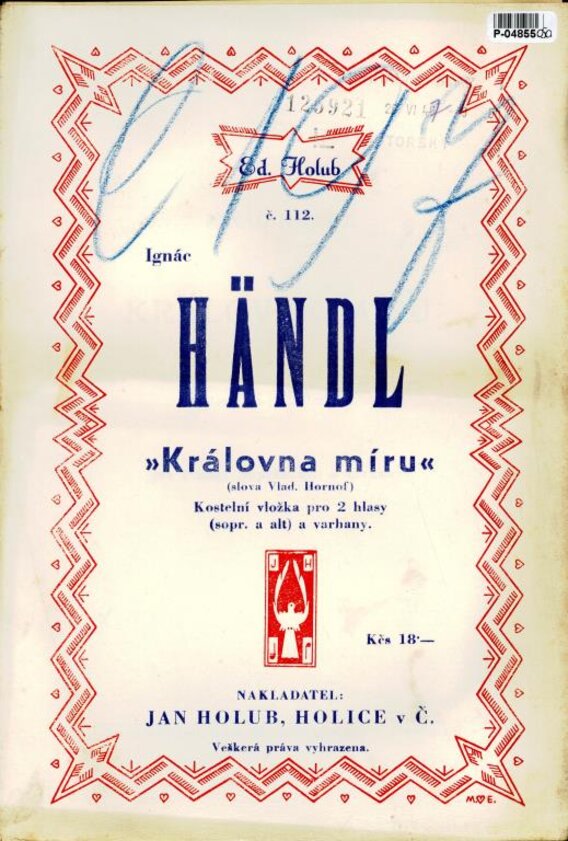 P-04855
123921
Ed. Holub
č. 112.
Ignác
HÄNDL
»Královna míru«
(slova Vlad. Hornof)
Kostelní vložka pro 2 hlasy
(sopr. a alt) a varhany.
J H
Kčs 18·—
NAKLADATEL:
JAN HOLUB, HOLICE v Č.
Veškerá práva vyhrazena.